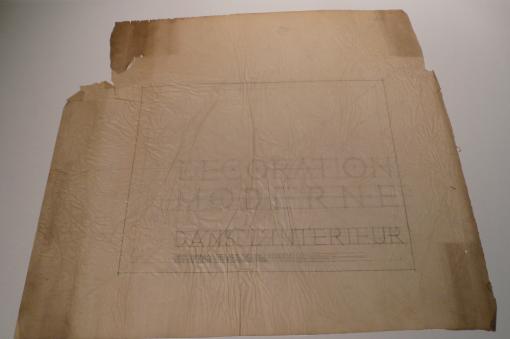 DECORATION
MODERNE
DANS L'INTERIEUR